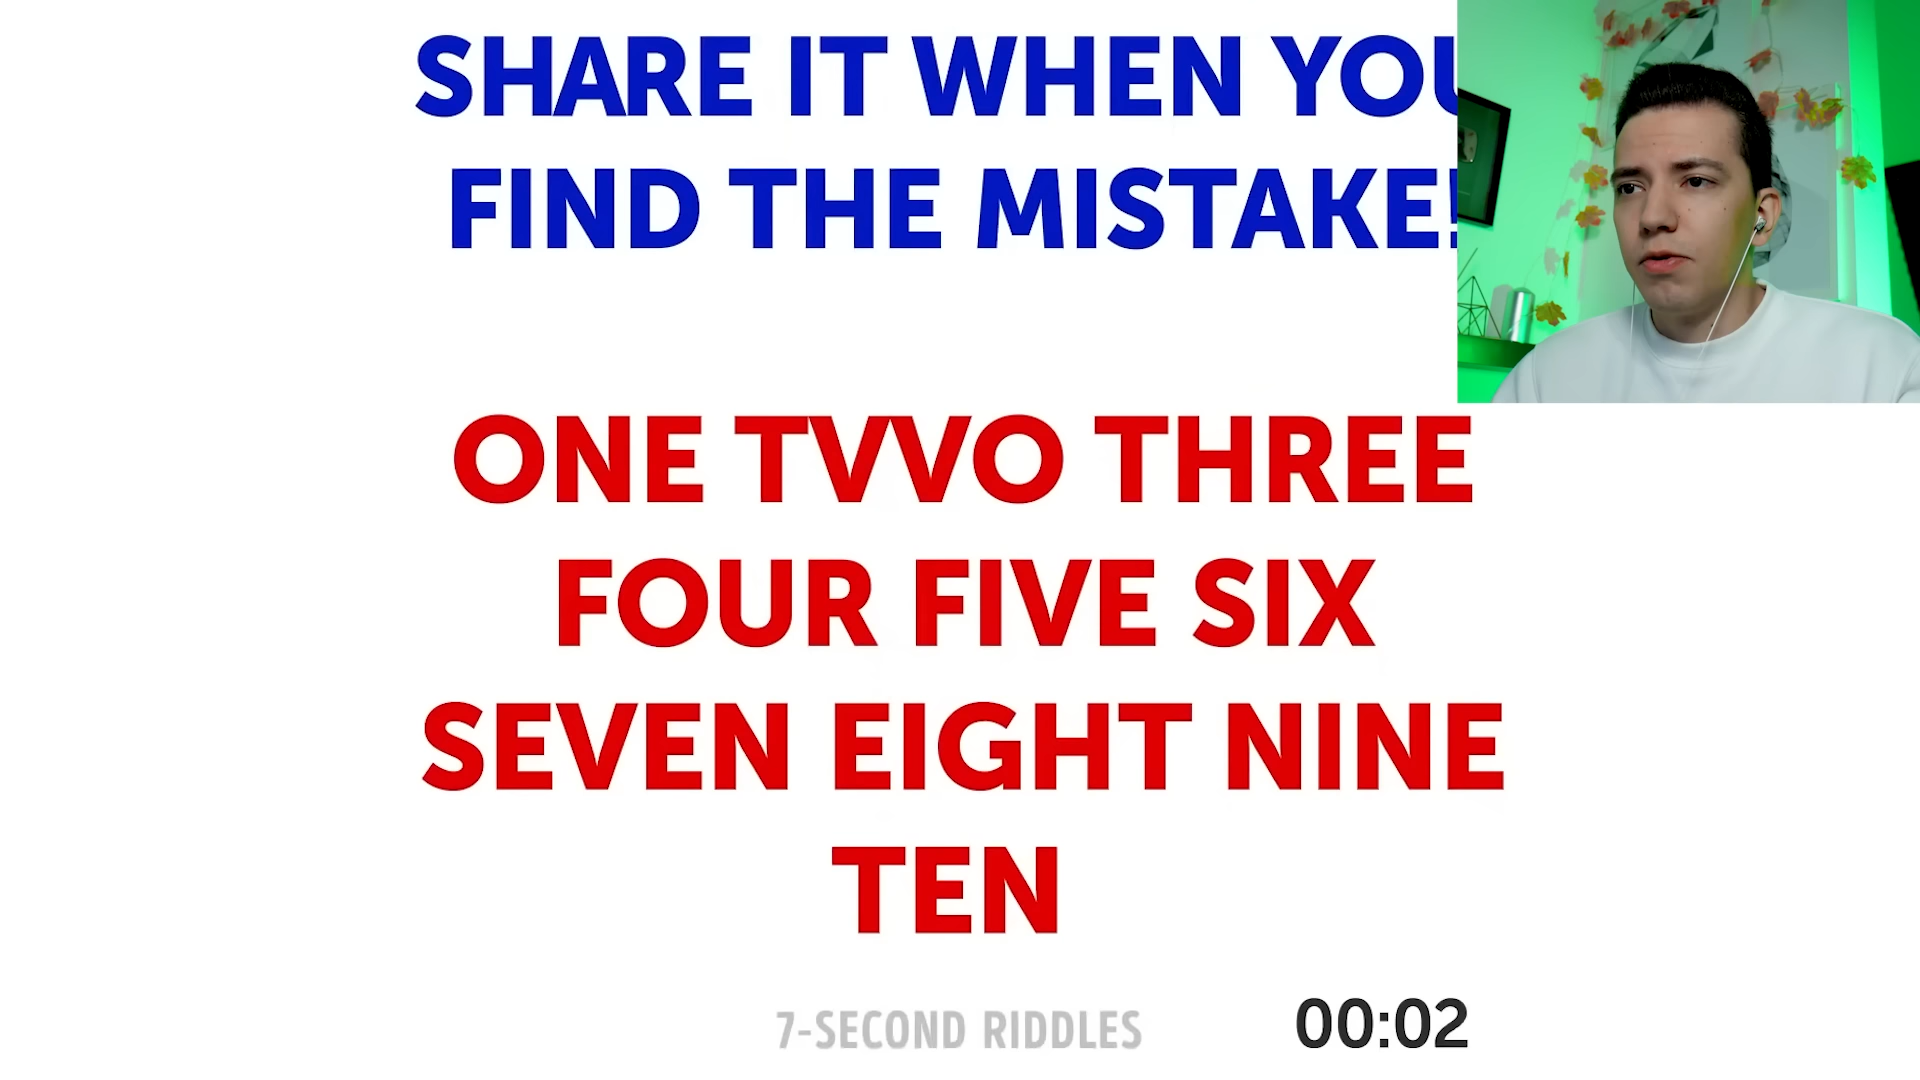 SHARE IT WHEN YOU
FIND THE MISTAKE!
ONE TVVO THREE
FOUR FIVE SIX
SEVEN EIGHT NINE
TEN
7-SECOND RIDDLES
00:02